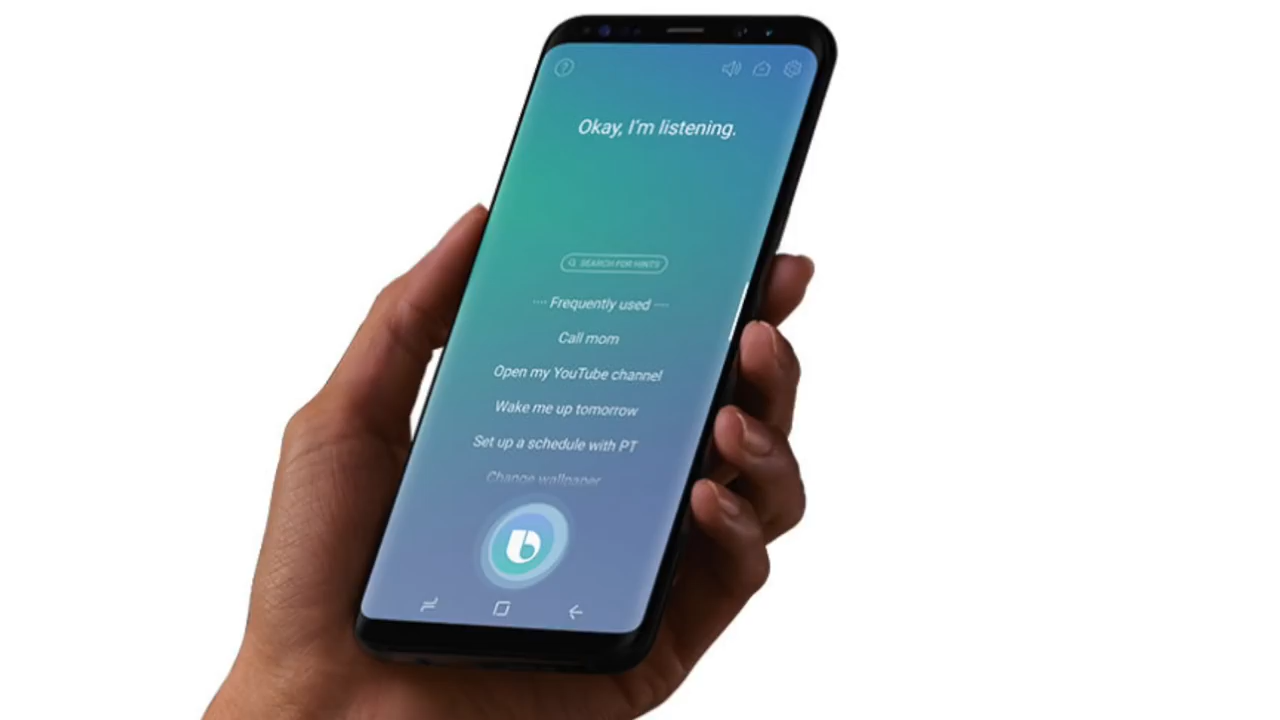 Okay, I'm listening.
SEARCH FOR HINTS
Frequently used
Call mom
Open my YouTube channel
Wake me up tomorrow
Set up a schedule with PT
Change wallpaper